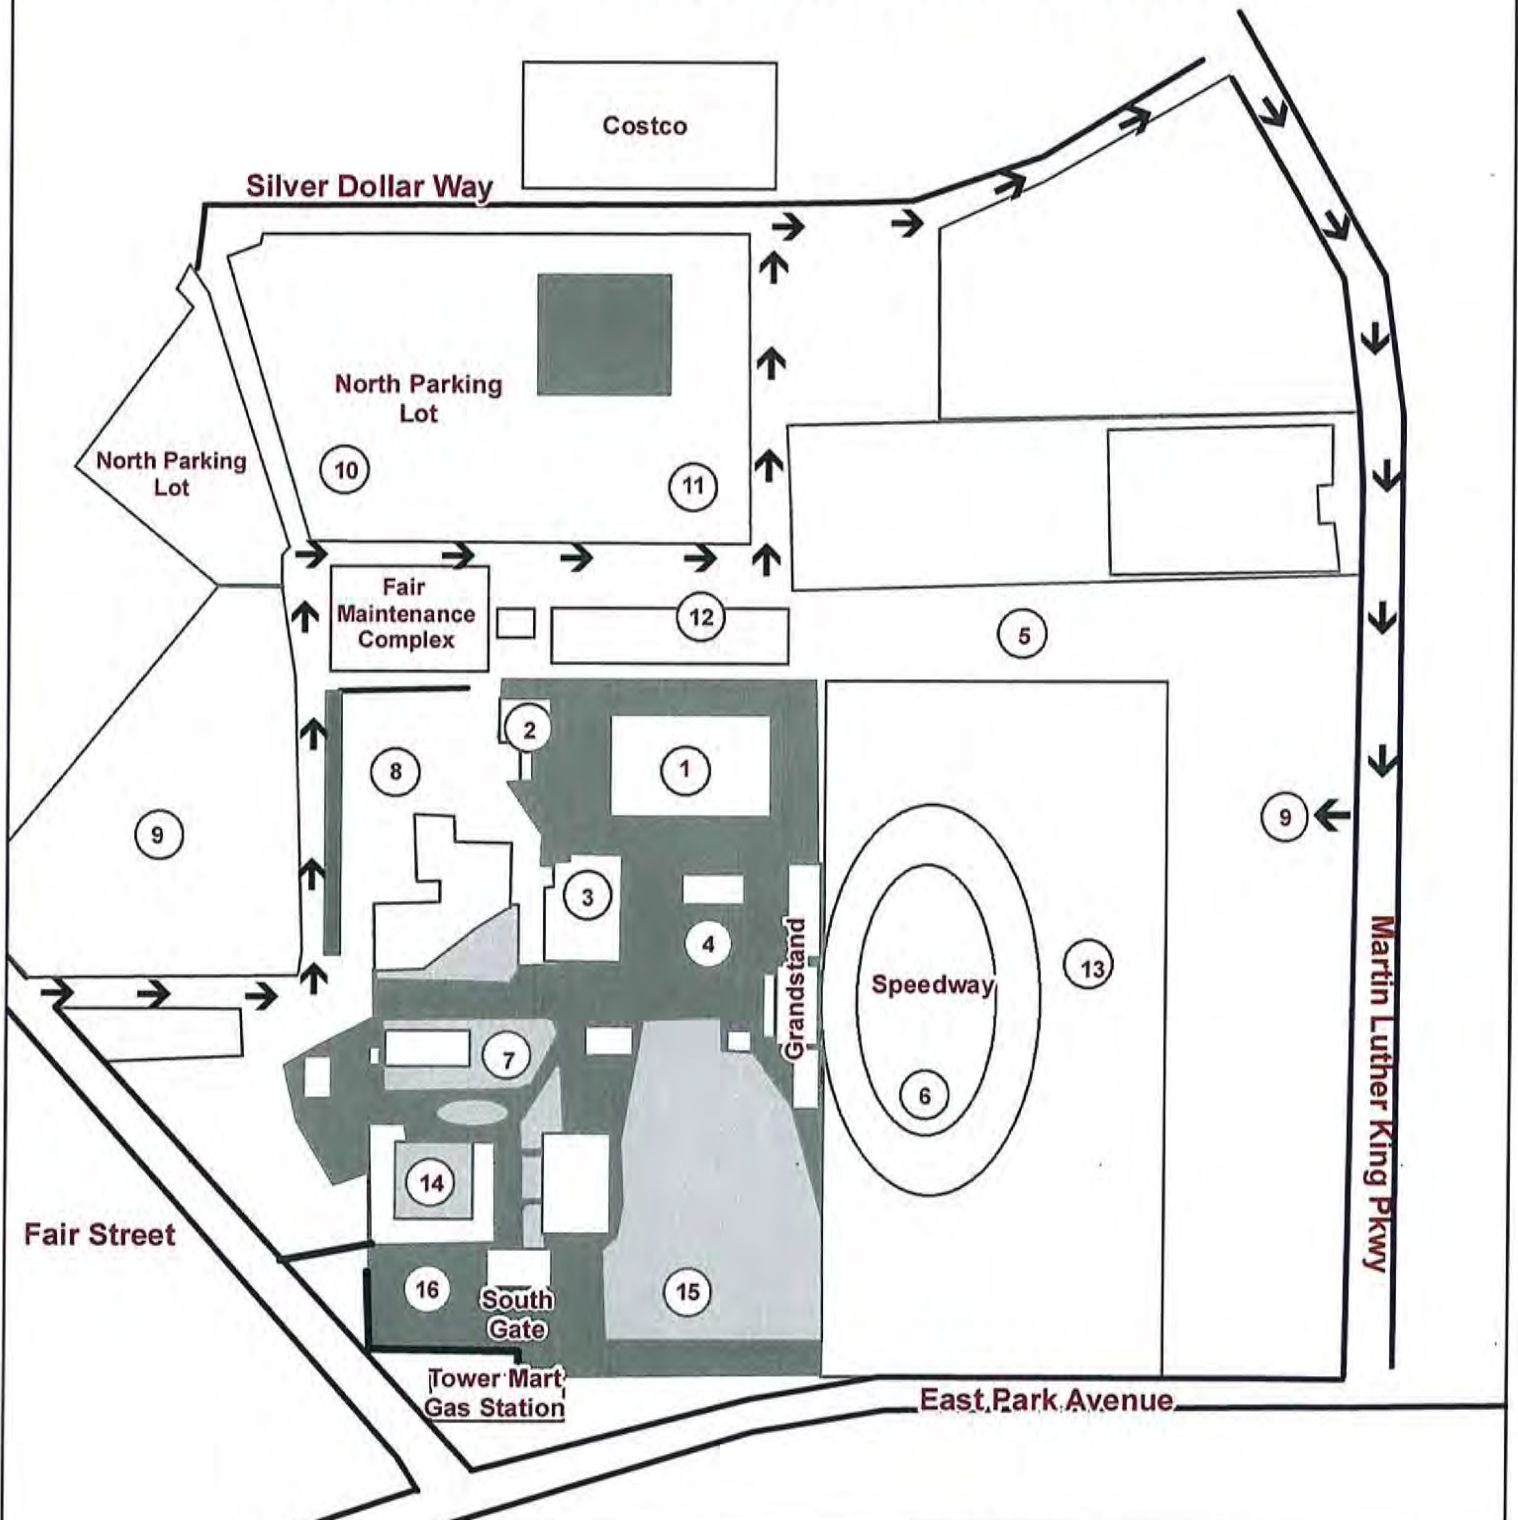 Costco
Silver Dollar Way
North Parking
Lot
North Parking
Lot
10
11
Fair
Maintenance
Complex
12
5
2
1
8
9
3
9
4
Grandstand
13
Speedway
7
6
Martin Luther King Pkwy
14
Fair Street
16
15
South
Gate
Tower Mart
Gas Station
East Park Avenue